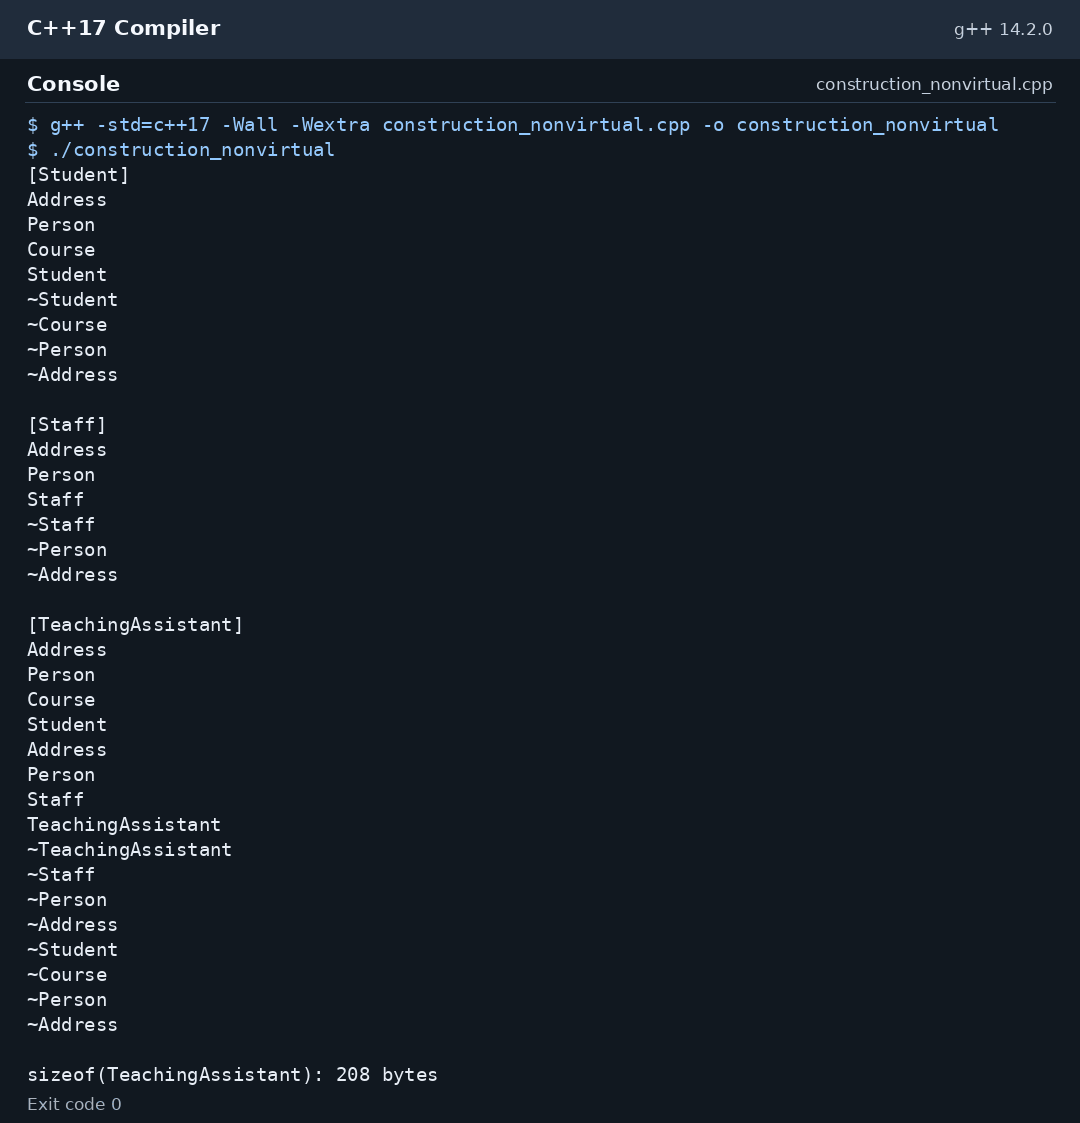 C++17 Compiler
g++ 14.2.0
Console
construction_nonvirtual.cpp
$ g++ -std=c++17 -Wall -Wextra construction_nonvirtual.cpp -o construction_nonvirtual
$ ./construction_nonvirtual
[Student]
Address
Person
Course
Student
~Student
~Course
~Person
~Address

[Staff]
Address
Person
Staff
~Staff
~Person
~Address

[TeachingAssistant]
Address
Person
Course
Student
Address
Person
Staff
TeachingAssistant
~TeachingAssistant
~Staff
~Person
~Address
~Student
~Course
~Person
~Address

sizeof(TeachingAssistant): 208 bytes
Exit code 0